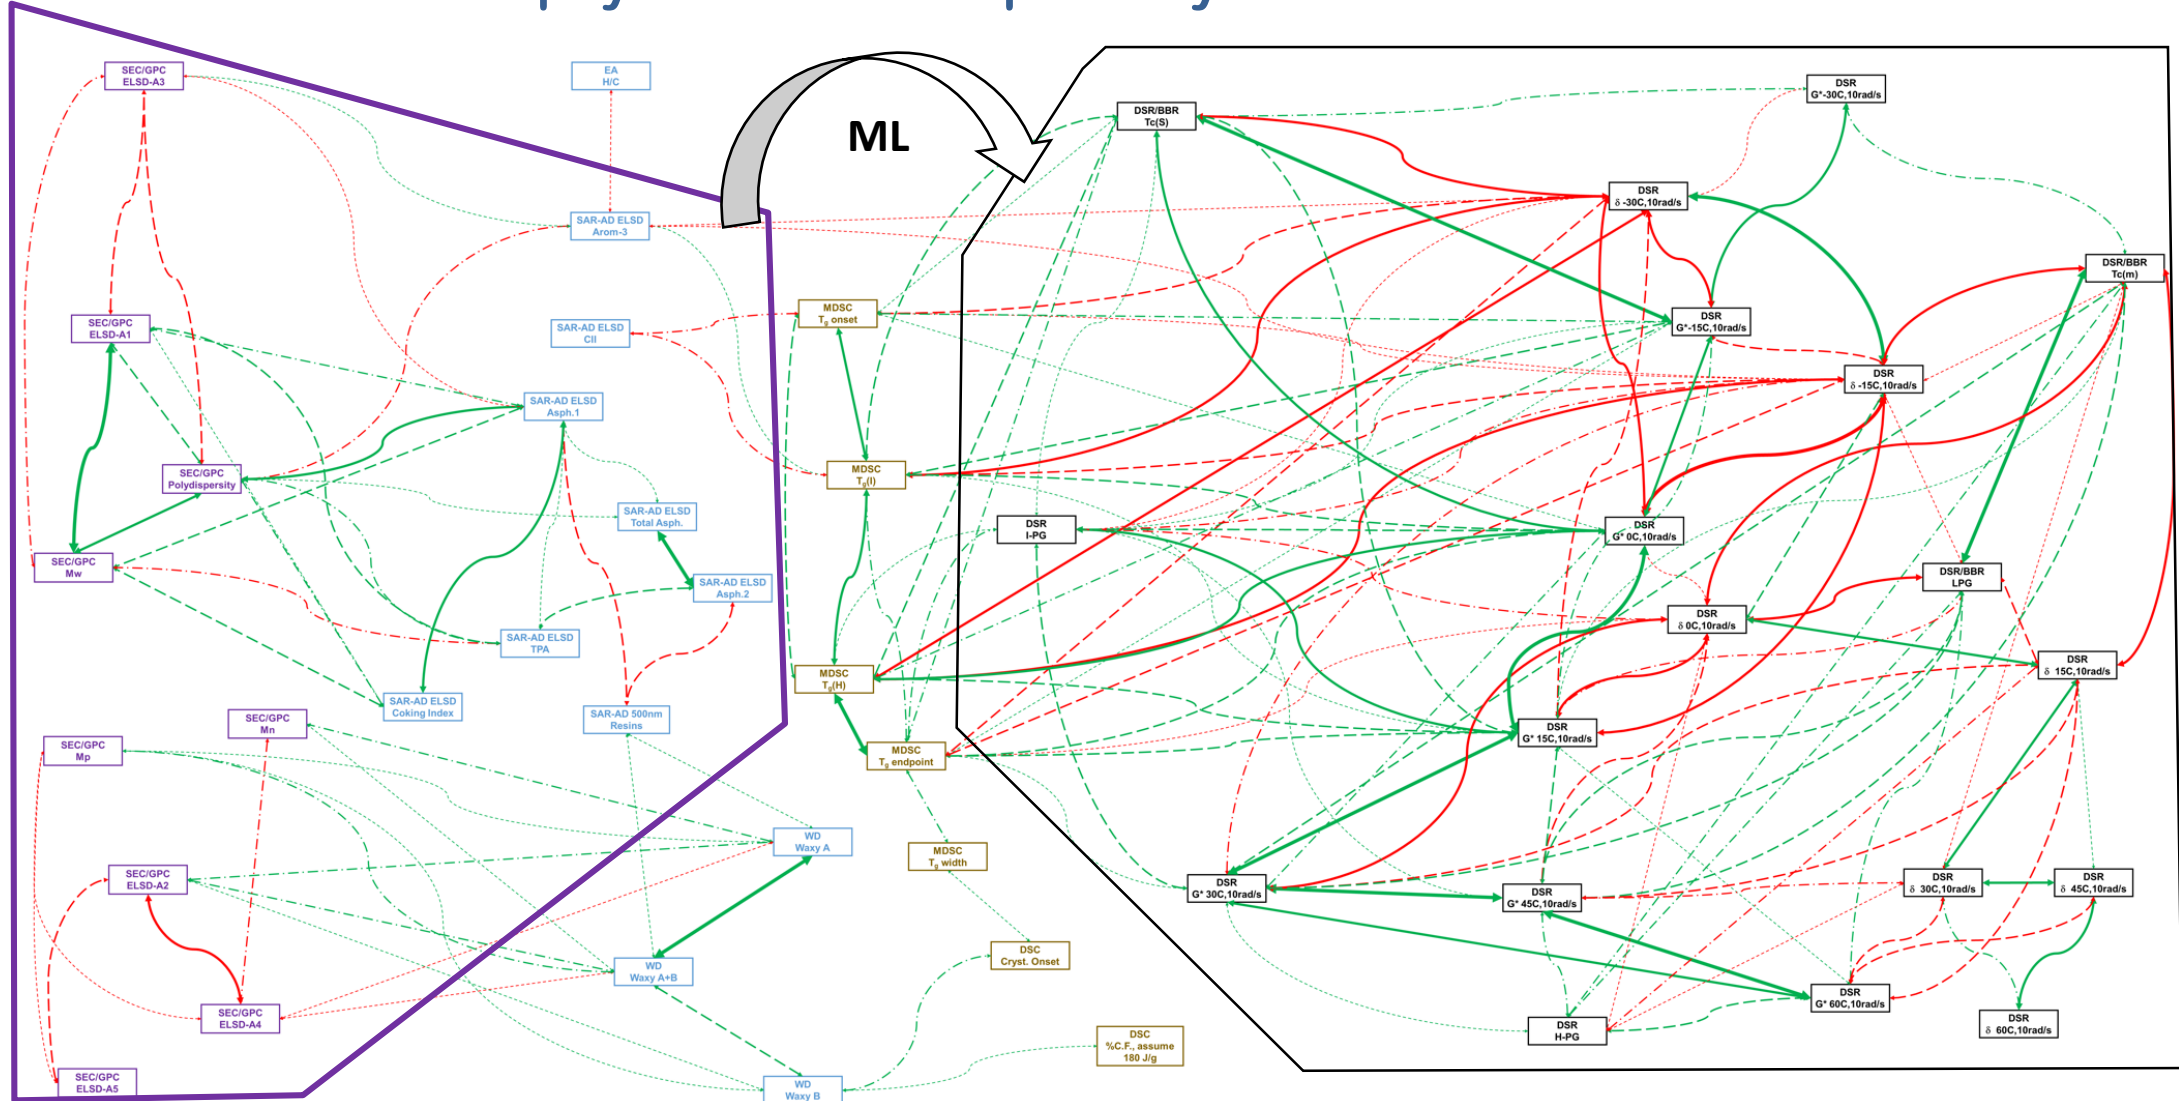 SEC/GPC
ELSD-A3
EA
H/C
ML
DSR/BBR
Tc(S)
DSR
G*-30C,10rad/s
SAR-AD ELSD
Arom-3
DSR
δ -30C,10rad/s
DSR/BBR
Tc(m)
SEC/GPC
ELSD-A1
SAR-AD ELSD
CII
MDSC
Tg onset
DSR
G*-15C,10rad/s
DSR
δ -15C,10rad/s
SAR-AD ELSD
Asph.1
SEC/GPC
Polydispersity
MDSC
Tg(I)
SAR-AD ELSD
Total Asph.
DSR
I-PG
DSR
G* 0C,10rad/s
SEC/GPC
Mw
SAR-AD ELSD
Asph.2
DSR/BBR
LPG
SAR-AD ELSD
TPA
DSR
δ 0C,10rad/s
MDSC
Tg(H)
DSR
δ 15C,10rad/s
SAR-AD ELSD
Coking Index
SEC/GPC
Mn
SAR-AD 500nm
Resins
DSR
G* 15C,10rad/s
SEC/GPC
Mp
MDSC
Tg endpoint
WD
Waxy A
MDSC
Tg width
SEC/GPC
ELSD-A2
DSR
G* 30C,10rad/s
DSR
G* 45C,10rad/s
DSR
δ 30C,10rad/s
DSR
δ 45C,10rad/s
DSC
Cryst. Onset
WD
Waxy A+B
SEC/GPC
ELSD-A4
DSR
G* 60C,10rad/s
DSR
H-PG
DSR
δ 60C,10rad/s
DSC
%C.F., assume
180 J/g
SEC/GPC
ELSD-A5
WD
Waxy B